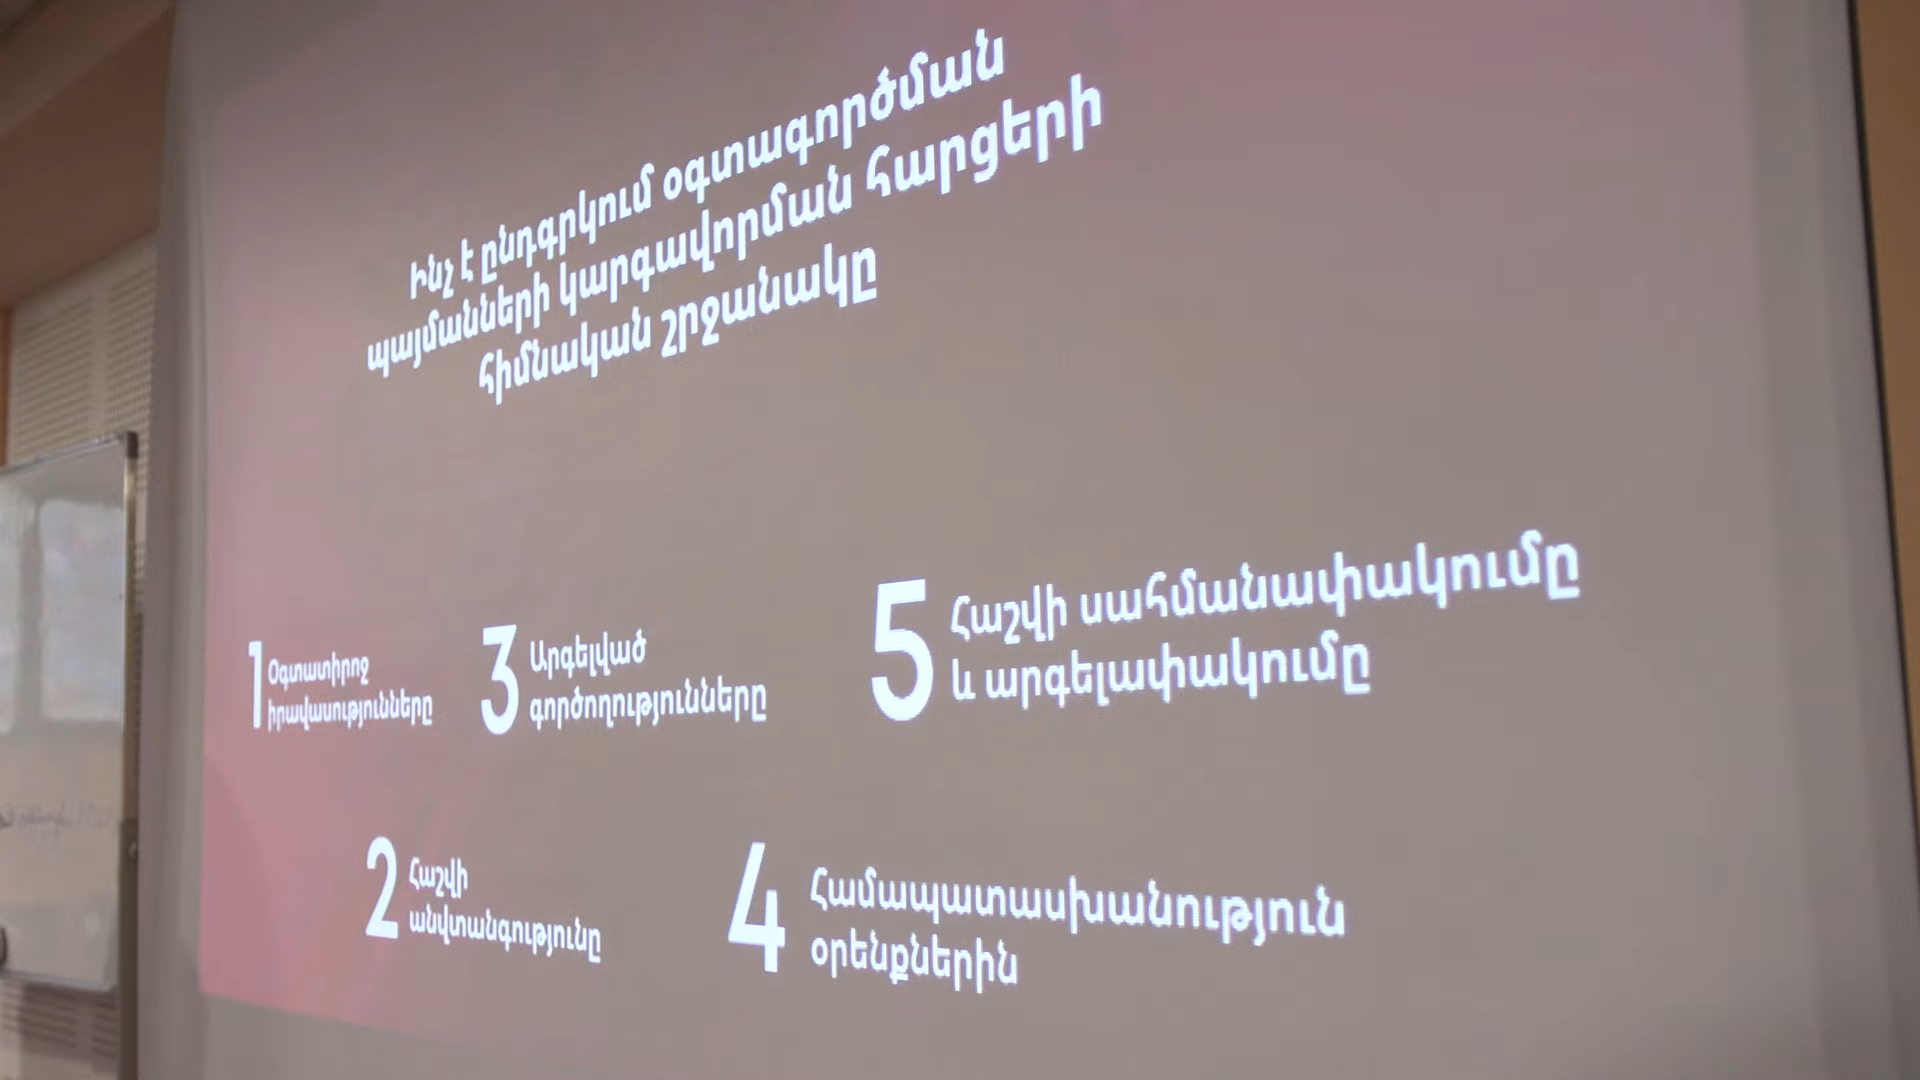 Ինչ է ընդգրկում օգտագործման
պայմանների կարգավորման հարցերի
հիմնական շրջանակը
1 Օգտատիրոջ
իրավասությունները
2 Հաշվի
անվտանգությունը
3 Արգելված
գործողությունները
4 Համապատասխանություն
օրենքներին
5 Հաշվի սահմանափակումը
և արգելափակումը